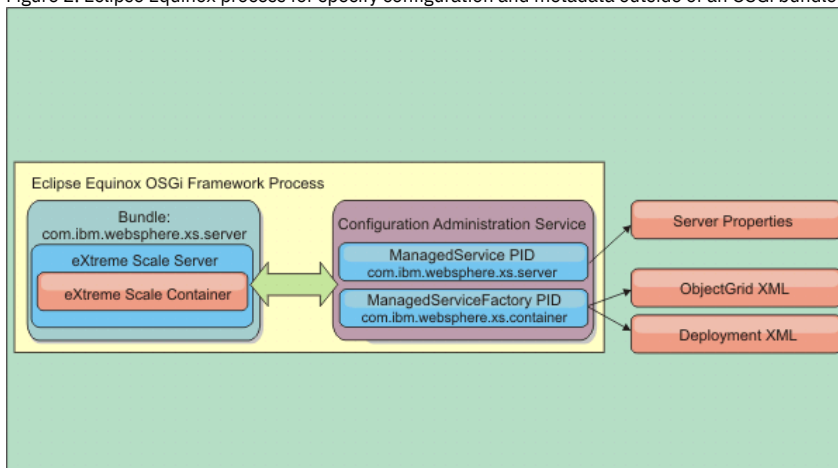 Figure 2. Eclipse Equinox process for specify configuration and metadata outside of an OSGi bundle
Eclipse Equinox OSGi Framework Process
Bundle:
com.ibm.websphere.xs.server
eXtreme Scale Server
eXtreme Scale Container
Configuration Administration Service
ManagedService PID
com.ibm.websphere.xs.server
ManagedServiceFactory PID
com.ibm.websphere.xs.container
Server Properties
ObjectGrid XML
Deployment XML